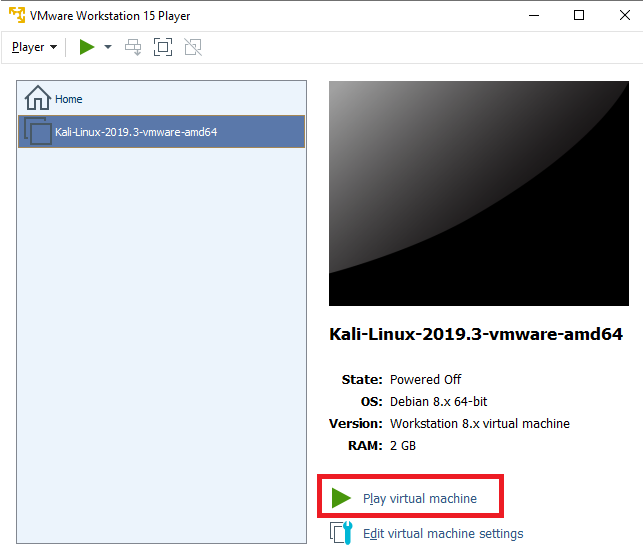 VMware Workstation 15 Player
Player
Home
Kali-Linux-2019.3-vmware-amd64
Kali-Linux-2019.3-vmware-amd64
State: Powered Off
OS: Debian 8.x 64-bit
Version: Workstation 8.x virtual machine
RAM: 2 GB
Play virtual machine
Edit virtual machine settings